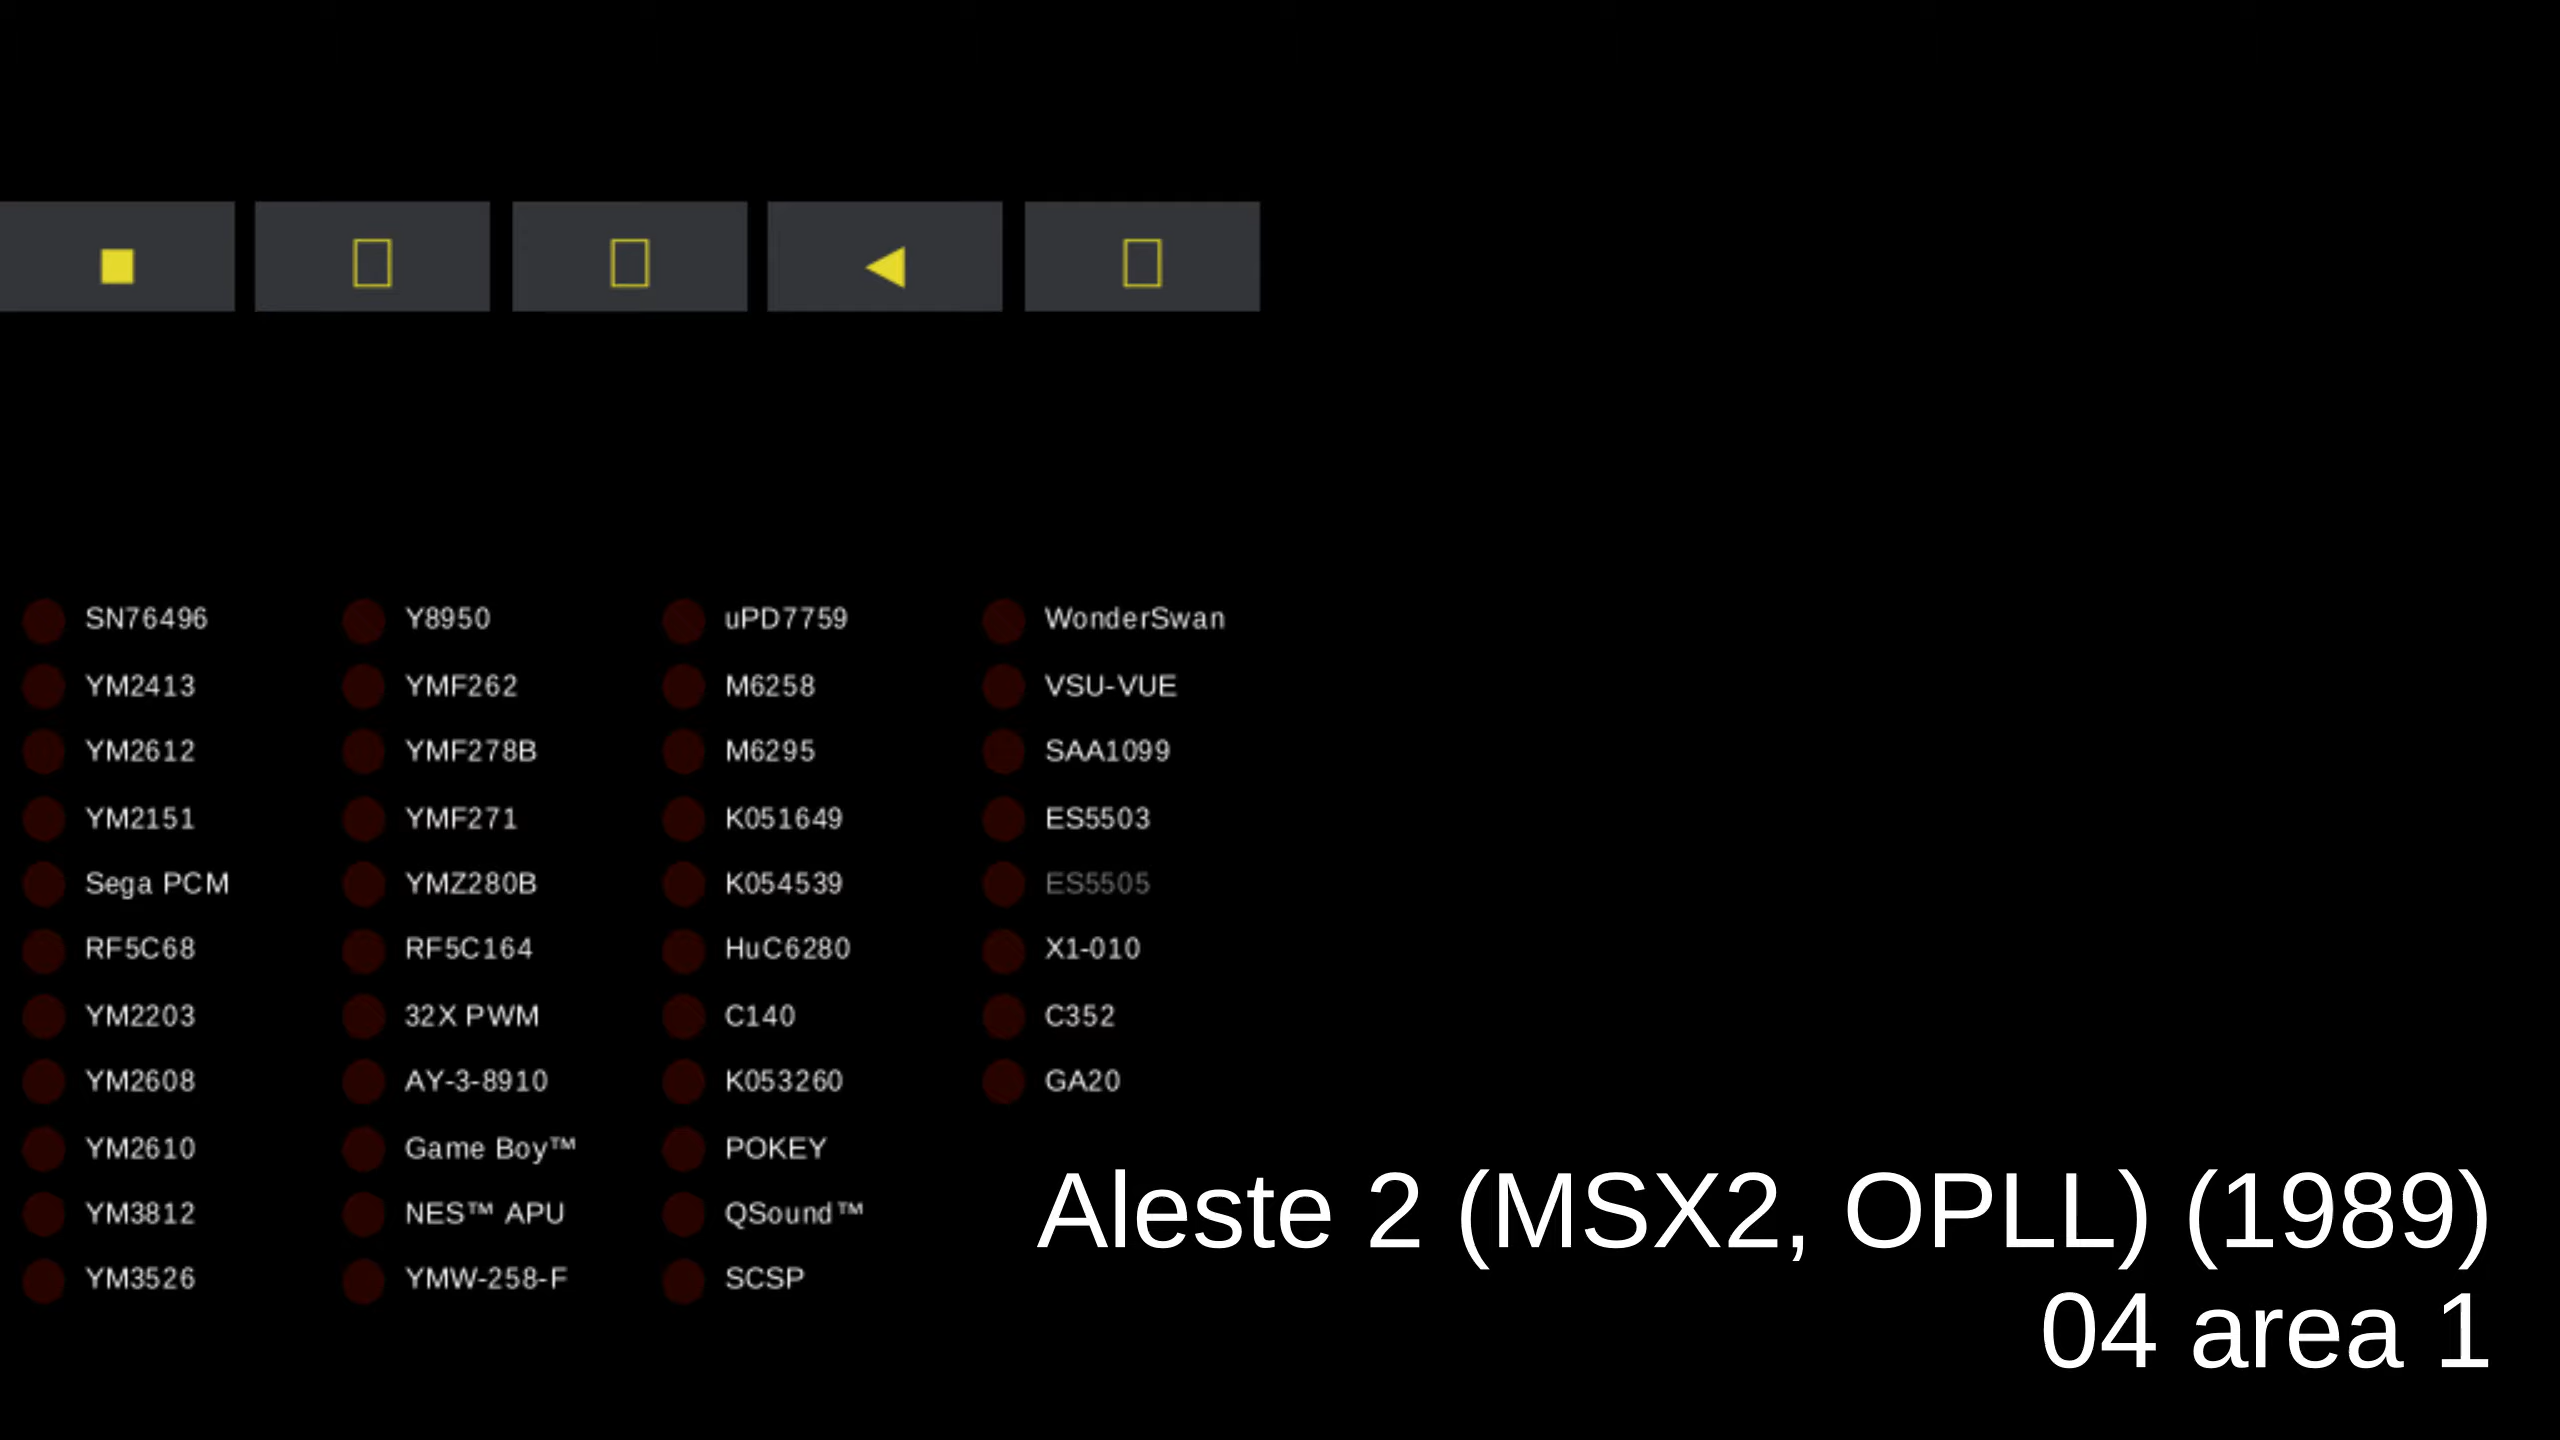 SN76496 Y8950 uPD7759 WonderSwan
YM2413 YMF262 M6258 VSU-VUE
YM2612 YMF278B M6295 SAA1099
YM2151 YMF271 K051649 ES5503
Sega PCM YMZ280B K054539 ES5505
RF5C68 RF5C164 HuC6280 X1-010
YM2203 32X PWM C140 C352
YM2608 AY-3-8910 K053260 GA20
YM2610 Game Boy™ POKEY
YM3812 NES™ APU QSound™
YM3526 YMW-258-F SCSP
Aleste 2 (MSX2, OPLL) (1989)
04 area 1